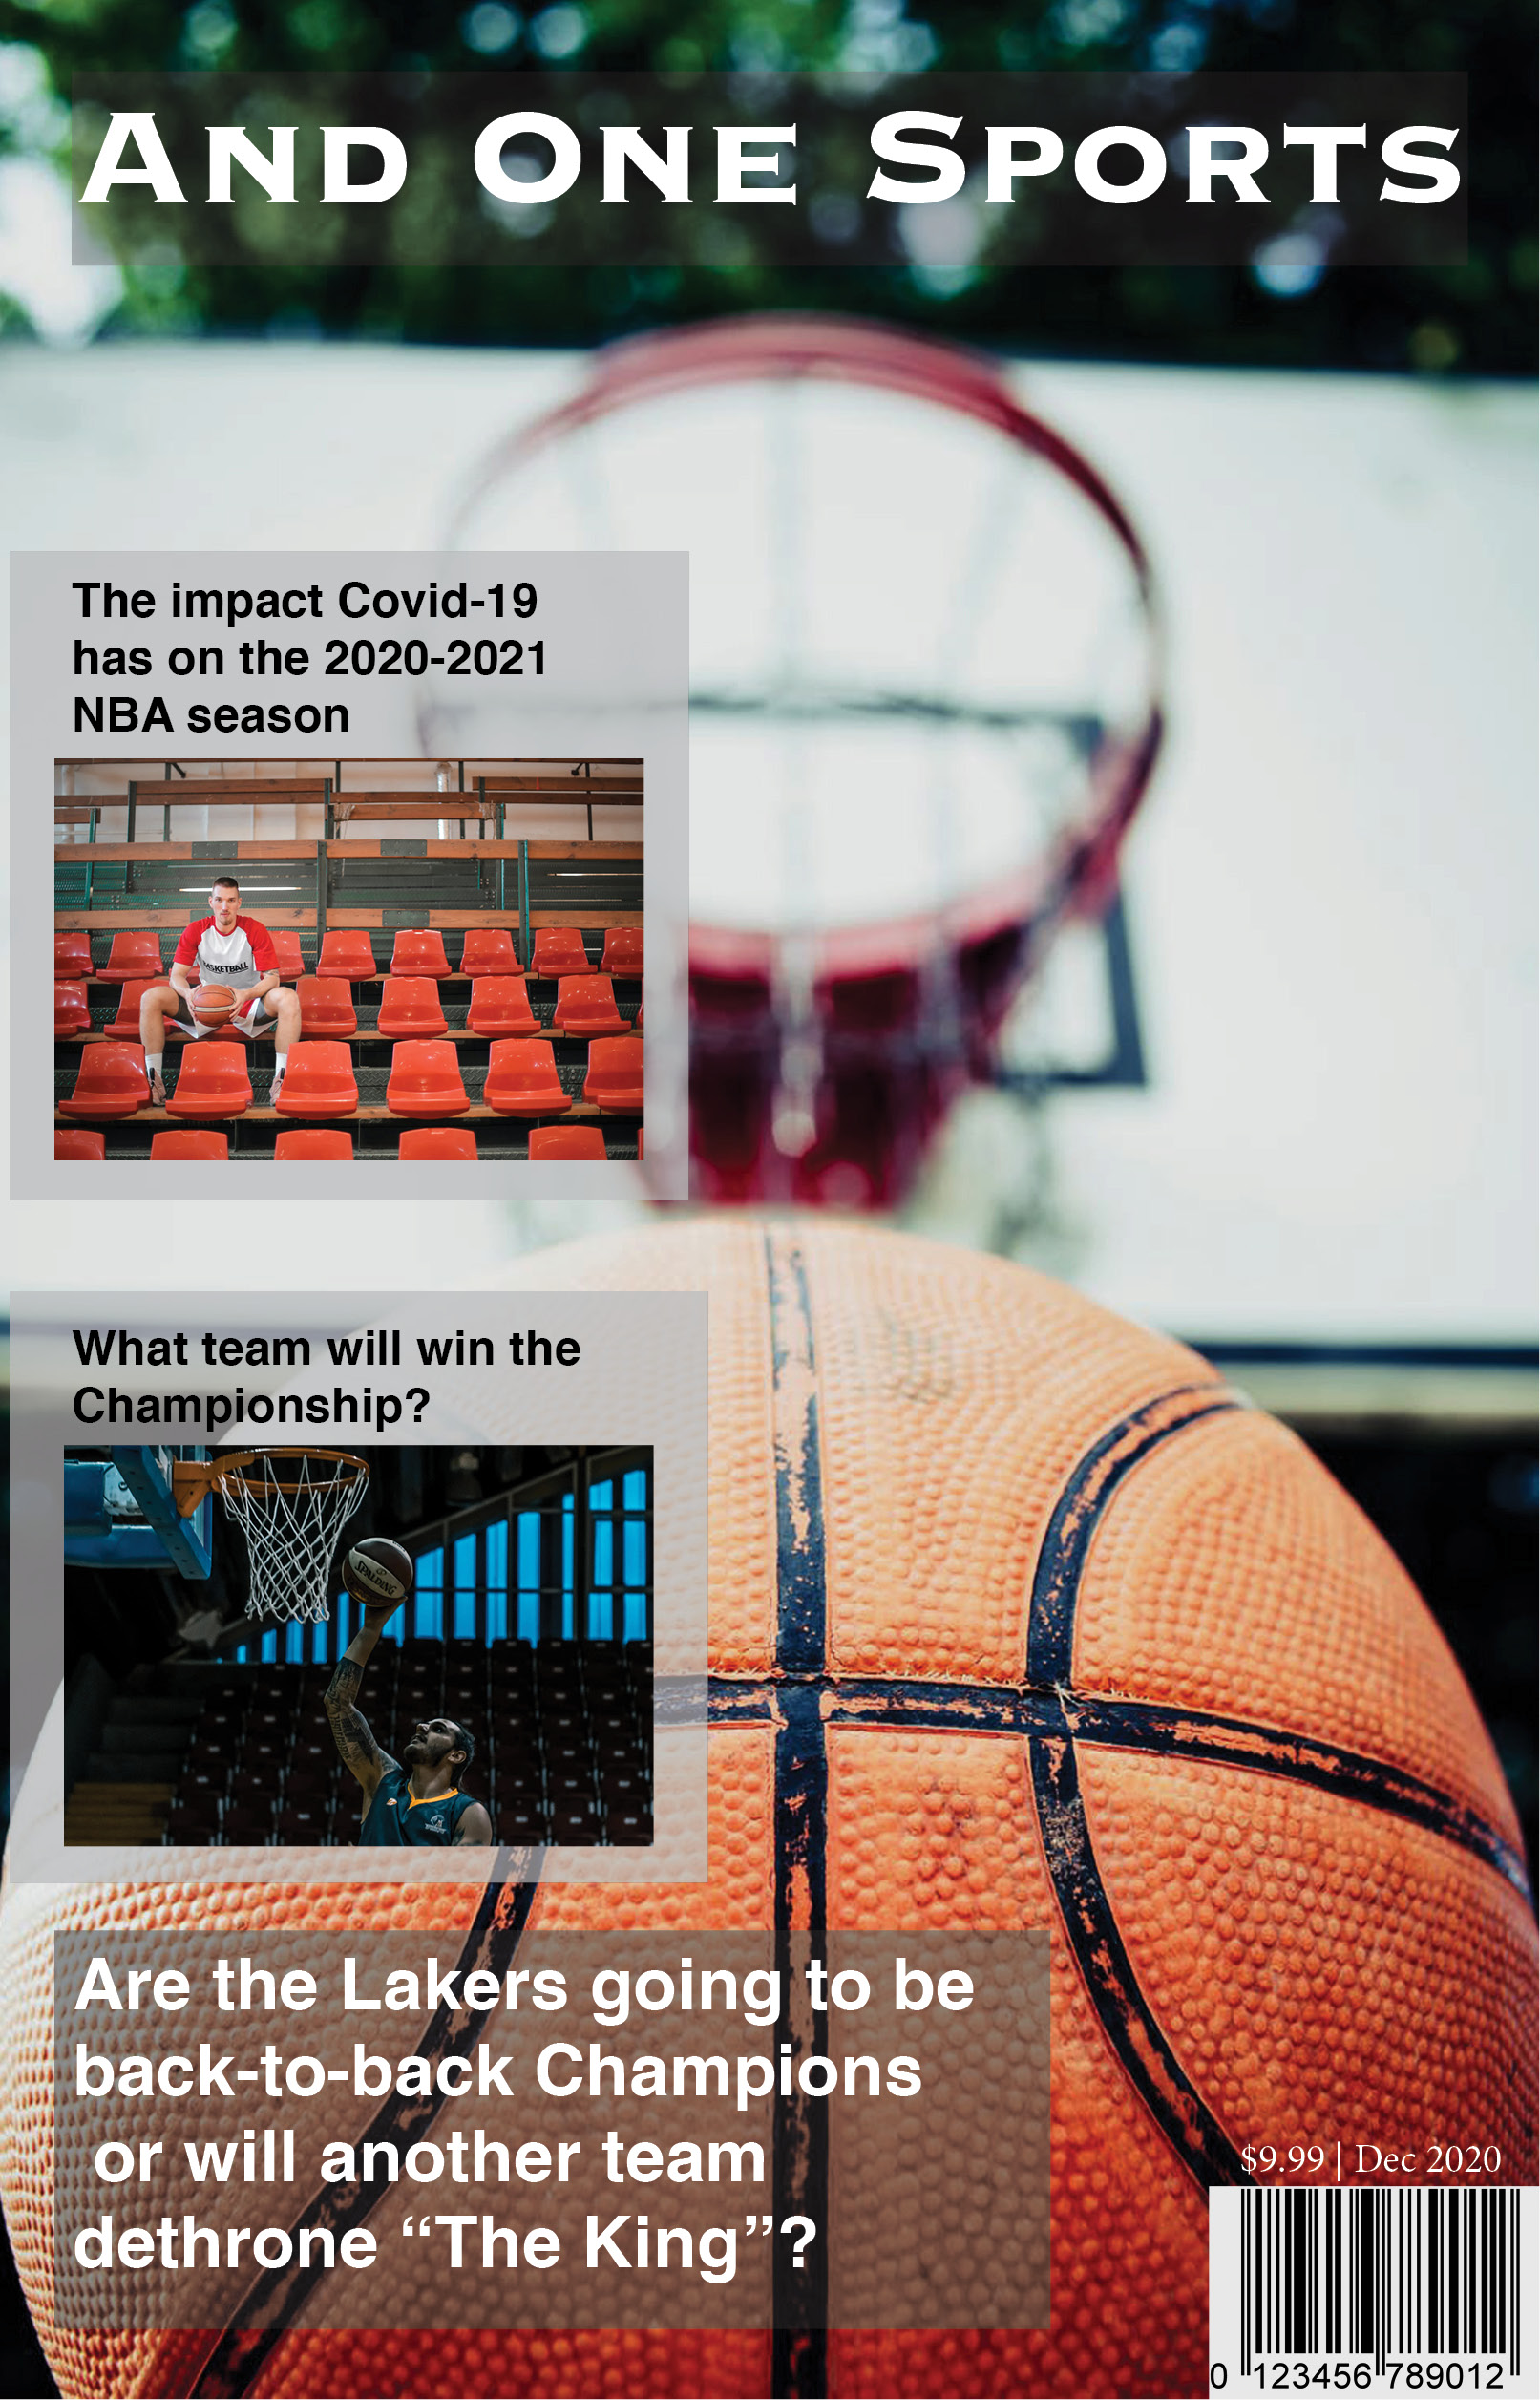 And One Sports
The impact Covid-19
has on the 2020-2021
NBA season
BASKETBALL
What team will win the
Championship?
SPALDING
Are the Lakers going to be
back-to-back Champions
or will another team
dethrone “The King”?
$9.99 | Dec 2020
0 123456 789012